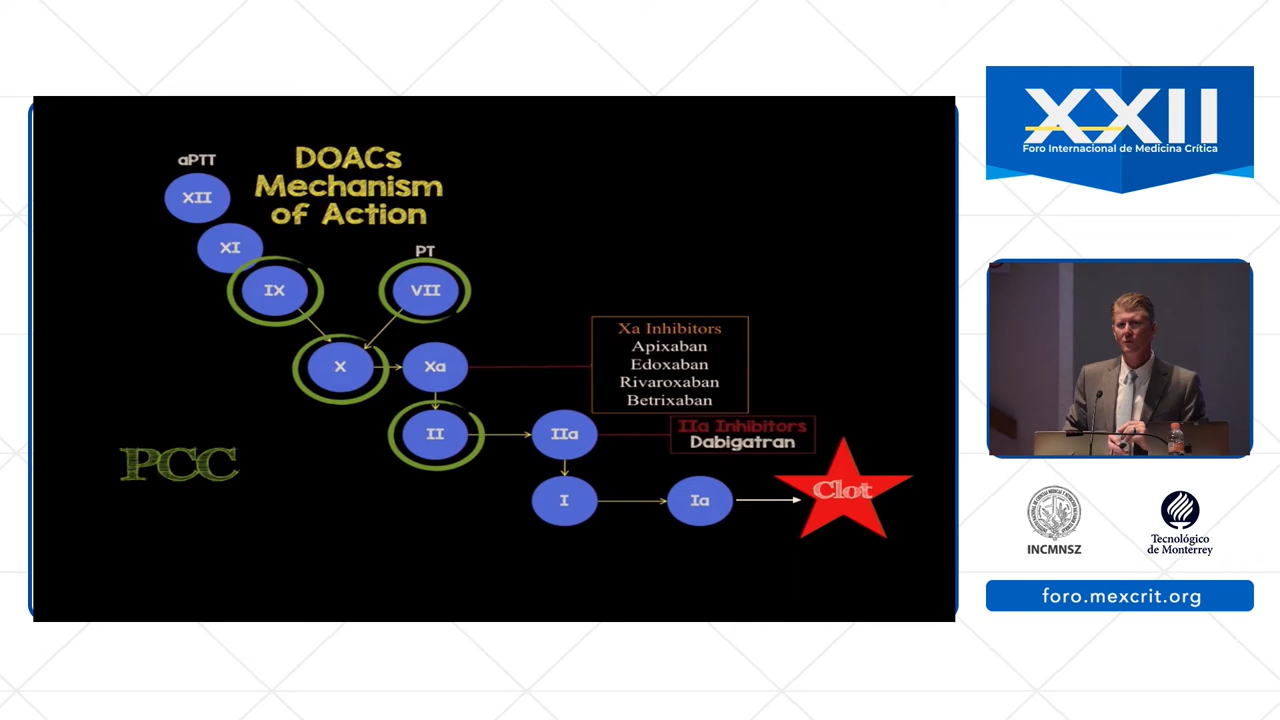 aPTT
DOACs
Mechanism
of Action
XII
XI
IX
PT
VII
X
Xa
II
IIa
I
Ia
Xa Inhibitors
Apixaban
Edoxaban
Rivaroxaban
Betrixaban
IIa Inhibitors
Dabigatran
Clot
PCC
XXII
Foro Internacional de Medicina Crítica
INCMNSZ
Tecnológico
de Monterrey
foro.mexcrit.org